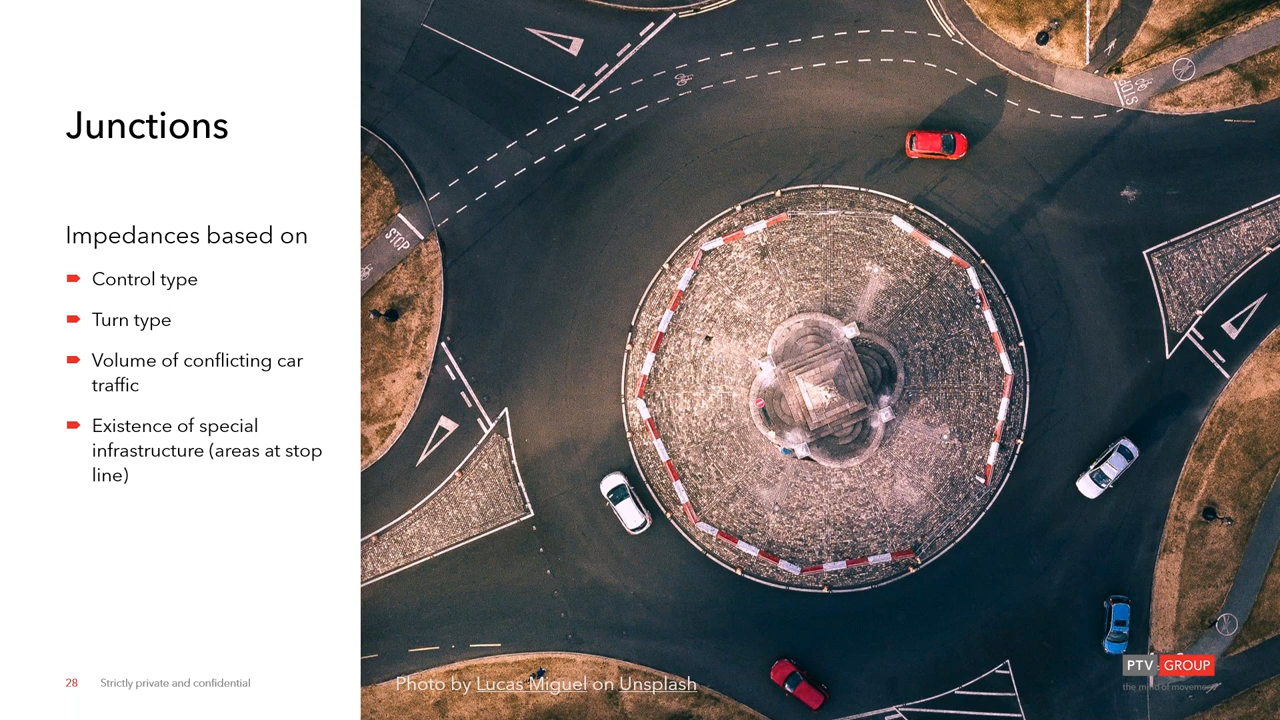 Junctions
Impedances based on
Control type
Turn type
Volume of conflicting car
traffic
Existence of special
infrastructure (areas at stop
line)
28 Strictly private and confidential
STOP
STOP
Photo by Lucas Miguel on Unsplash
PTV GROUP
the mind of movement